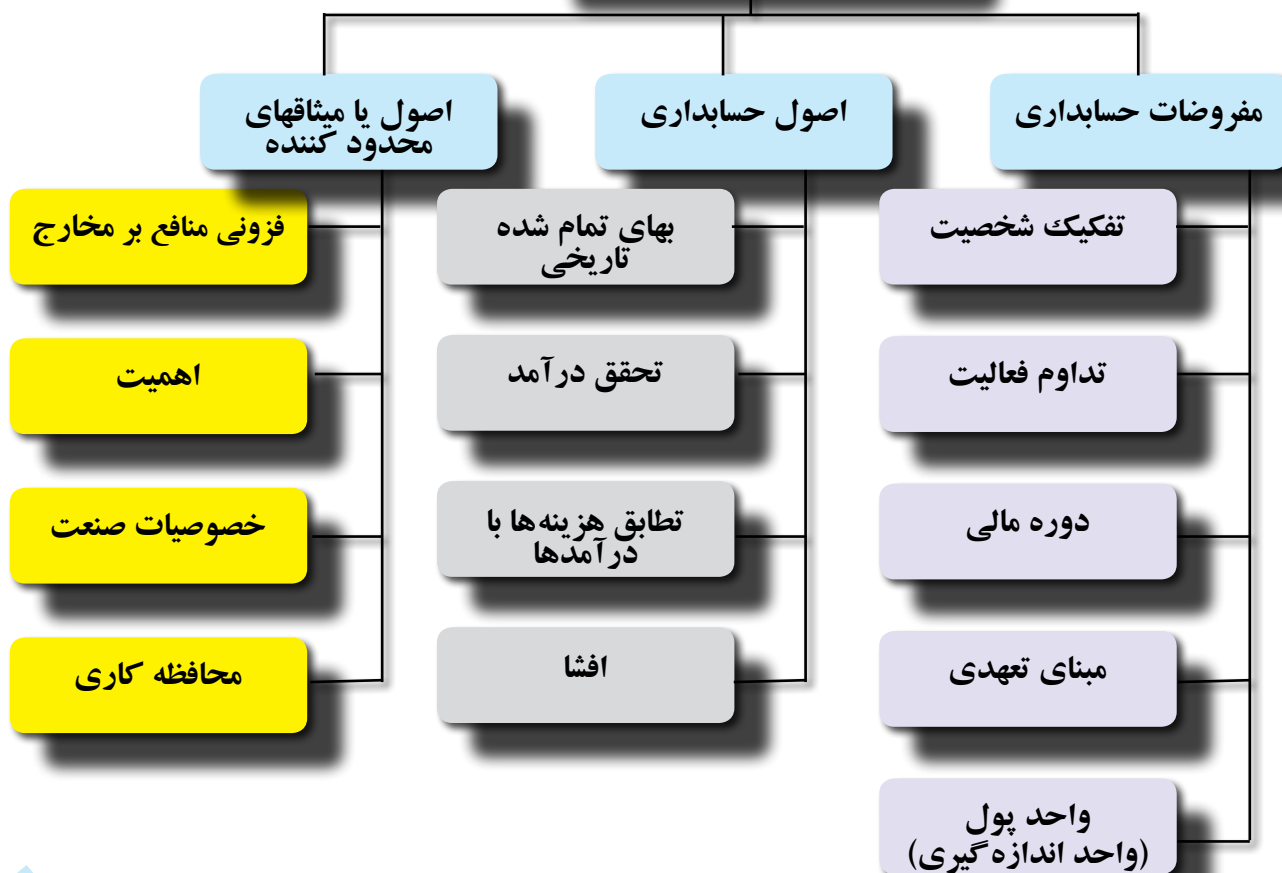 مفروضات حسابداری
تفکیک شخصیت
تداوم فعالیت
دوره مالی
مبنای تعهدی
واحد پول
(واحد اندازه‌گیری)
اصول حسابداری
بهای تمام شده
تاریخی
تحقق درآمد
تطابق هزینه‌ها با
درآمدها
افشا
اصول یا میثاقهای
محدود کننده
فزونی منافع بر مخارج
اهمیت
خصوصیات صنعت
محافظه کاری